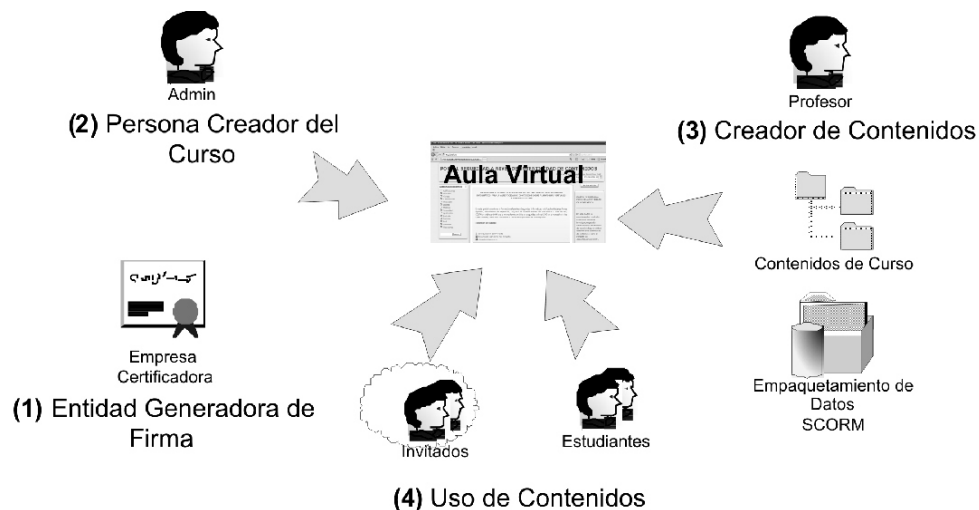 Admin
(2) Persona Creador del
Curso
Profesor
(3) Creador de Contenidos
Aula Virtual
Contenidos de Curso
Empresa
Certificadora
(1) Entidad Generadora de
Firma
Invitados
Estudiantes
Empaquetamiento de
Datos
SCORM
(4) Uso de Contenidos